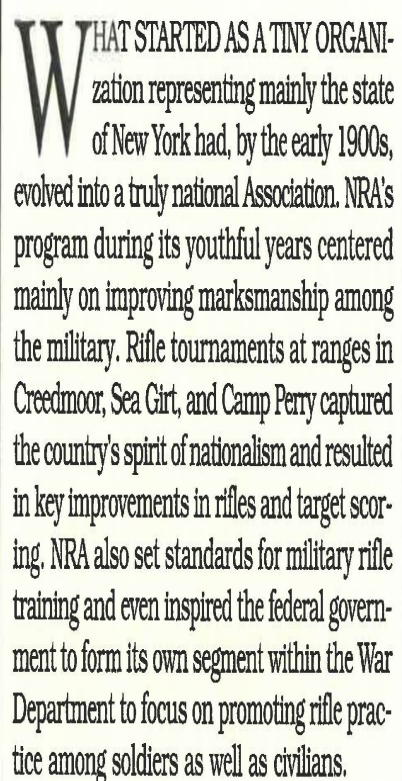 WHAT STARTED AS A TINY ORGANI-
zation representing mainly the state
of New York had, by the early 1900s,
evolved into a truly national Association. NRA's
program during its youthful years centered
mainly on improving marksmanship among
the military. Rifle tournaments at ranges in
Creedmoor, Sea Girt, and Camp Perry captured
the country's spirit of nationalism and resulted
in key improvements in rifles and target scor-
ing. NRA also set standards for military rifle
training and even inspired the federal govern-
ment to form its own segment within the War
Department to focus on promoting rifle prac-
tice among soldiers as well as civilians.